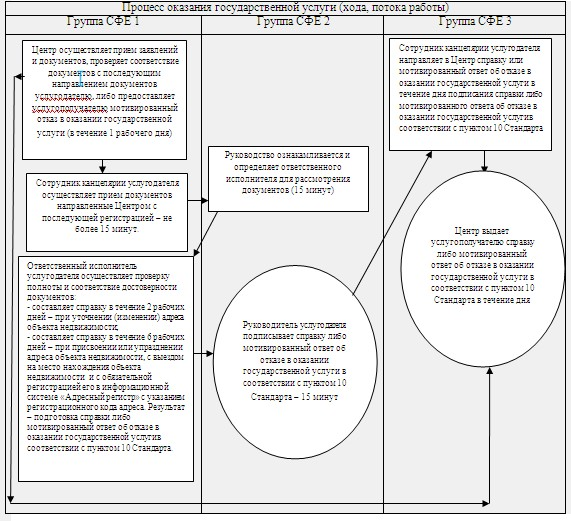 Процесс оказания государственной услуги (хода, потока работы)
Группа СФЕ 1
Группа СФЕ 2
Группа СФЕ 3
Центр осуществляет прием заявлений
и документов, проверяет соответствие
документов с последующим
направлением документов
услугодателю, либо предоставляет
услугополучателю мотивированный
отказ в оказании государственной
услуги (в течение 1 рабочего дня)
Сотрудник канцелярии услугодателя
осуществляет прием документов
направленные Центром с
последующей регистрацией – не
более 15 минут.
Ответственный исполнитель
услугодателя осуществляет проверку
полноты и соответствие достоверности
документов:
- составляет справку в течение 2 рабочих
дней – при уточнении (изменении) адреса
объекта недвижимости;
- составляет справку в течение 6 рабочих
дней – при присвоении или упразднении
адреса объекта недвижимости, с выездом
на место нахождения объекта
недвижимости и с обязательной
регистрацией его в информационной
системе «Адресный регистр» с указанием
регистрационного кода адреса. Результат
– подготовка справки либо
мотивированный ответ об отказе в
оказании государственной услуги в
соответствии с пунктом 10 Стандарта.
Руководство ознакамливается и
определяет ответственного
исполнителя для рассмотрения
документов (15 минут)
Руководитель услугодателя
подписывает справку либо
мотивированный ответ об
отказе в оказании
государственной услуги в
соответствии с пунктом 10
Стандарта – 15 минут
Сотрудник канцелярии услугодателя
направляет в Центр справку или
мотивированный ответ об отказе в
оказании государственной услуги в
течение дня подписания справки либо
мотивированного ответа об отказе в
оказании государственной услуги в
соответствии с пунктом 10 Стандарта
Центр выдает
услугополучателю справку
либо мотивированный
ответ об отказе в оказании
государственной услуги в
соответствии с пунктом 10
Стандарта в течение дня